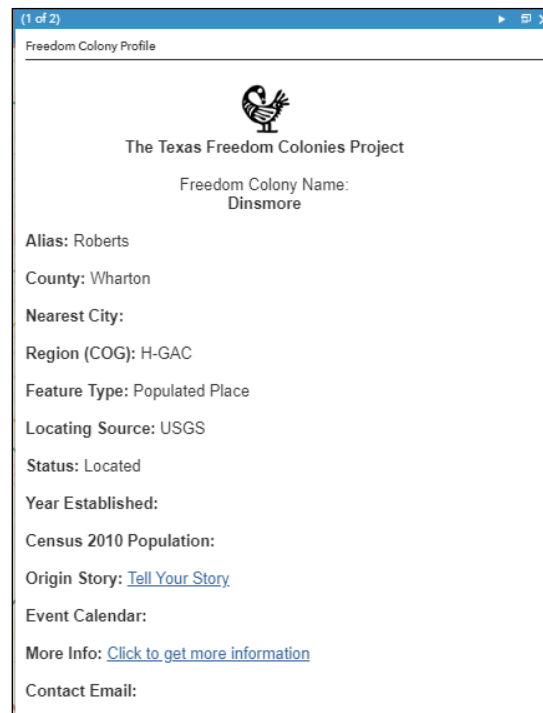 (1 of 2)
Freedom Colony Profile
The Texas Freedom Colonies Project
Freedom Colony Name:
Dinsmore
Alias: Roberts
County: Wharton
Nearest City:
Region (COG): H-GAC
Feature Type: Populated Place
Locating Source: USGS
Status: Located
Year Established:
Census 2010 Population:
Origin Story: Tell Your Story
Event Calendar:
More Info: Click to get more information
Contact Email: